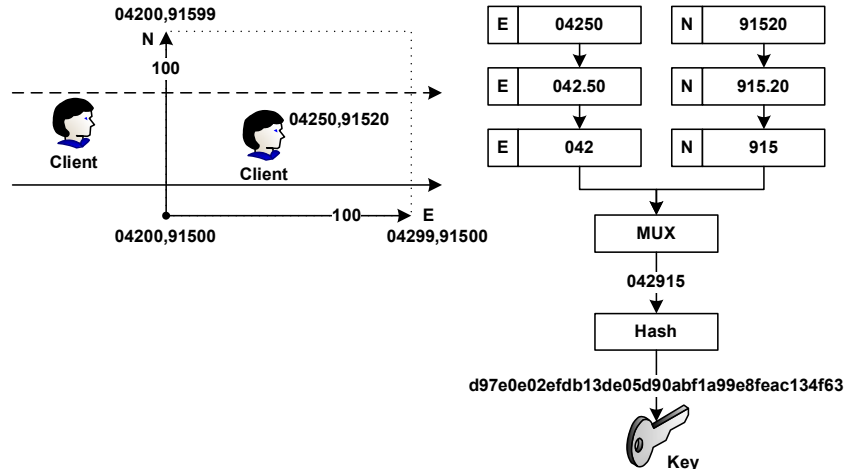 04200,91599
N
100
04250,91520
Client
Client
100
E
04200,91500
04299,91500
E 04250 N 91520
E 042.50 N 915.20
E 042 N 915
MUX
042915
Hash
d97e0e02efdb13de05d90abf1a99e8feac134f63
Key